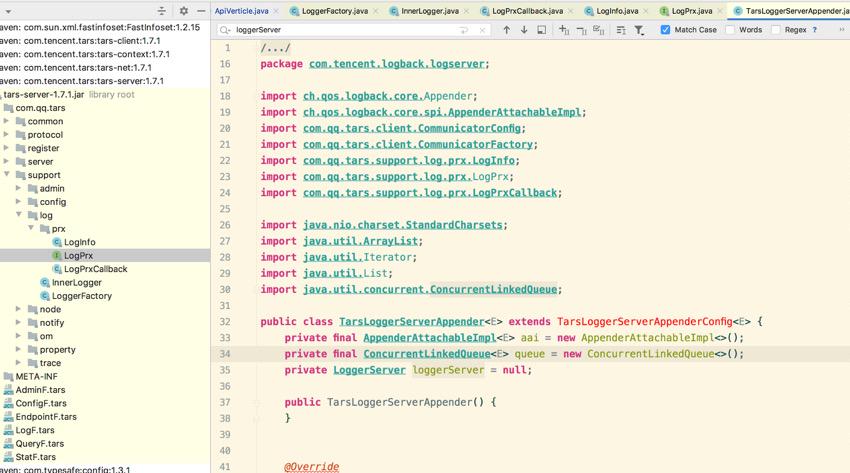 ApiVerticle.java LoggerFactory.java InnerLogger.java LogPrxCallback.java LogInfo.java LogPrx.java TarsLoggerServerAppender.ja
loggerServer Match Case Words Regex ?
aven: com.sun.xml.fastinfoset:FastInfoset:1.2.15
aven: com.tencent.tars:tars-client:1.7.1
aven: com.tencent.tars:tars-context:1.7.1
aven: com.tencent.tars:tars-net:1.7.1
aven: com.tencent.tars:tars-server:1.7.1
tars-server-1.7.1.jar library root
com.qq.tars
common
protocol
register
server
support
admin
config
log
prx
LogInfo
LogPrx
LogPrxCallback
InnerLogger
LoggerFactory
node
notify
om
property
trace
META-INF
AdminF.tars
ConfigF.tars
EndpointF.tars
LogF.tars
QueryF.tars
StatF.tars
aven: com.typesafe:config:1.3.1
1 /.../
16 package com.tencent.logback.logserver;
17
18 import ch.qos.logback.core.Appender;
19 import ch.qos.logback.core.spi.AppenderAttachableImpl;
20 import com.qq.tars.client.CommunicatorConfig;
21 import com.qq.tars.client.CommunicatorFactory;
22 import com.qq.tars.support.log.prx.LogInfo;
23 import com.qq.tars.support.log.prx.LogPrx;
24 import com.qq.tars.support.log.prx.LogPrxCallback;
25
26 import java.nio.charset.StandardCharsets;
27 import java.util.ArrayList;
28 import java.util.Iterator;
29 import java.util.List;
30 import java.util.concurrent.ConcurrentLinkedQueue;
31
32 public class TarsLoggerServerAppender<E> extends TarsLoggerServerAppenderConfig<E> {
33 private final AppenderAttachableImpl<E> aai = new AppenderAttachableImpl<>();
34 private final ConcurrentLinkedQueue<E> queue = new ConcurrentLinkedQueue<>();
35 private LoggerServer loggerServer = null;
36
37 public TarsLoggerServerAppender() {
38 }
39
40
41 @Override